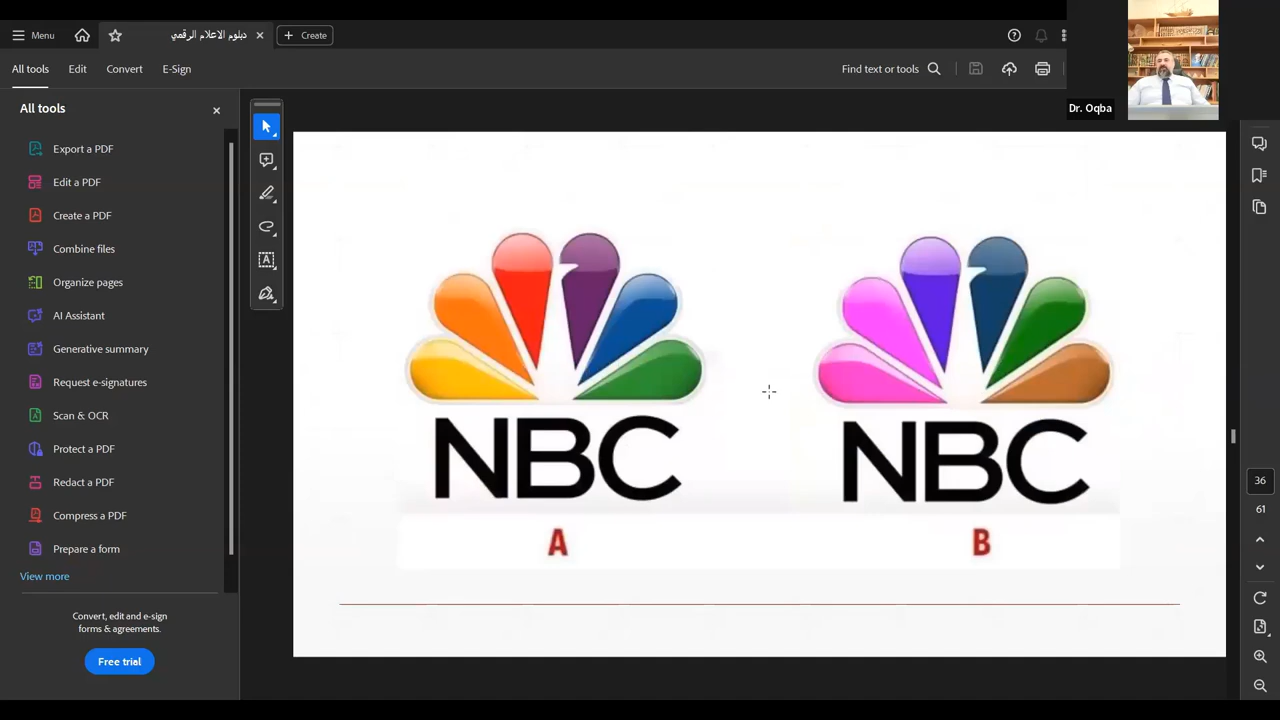 Menu
دبلوم الاعلام الرقمي
Create
All tools
Edit
Convert
E-Sign
Find text or tools
Dr. Oqba
All tools
Export a PDF
Edit a PDF
Create a PDF
Combine files
Organize pages
AI Assistant
Generative summary
Request e-signatures
Scan & OCR
Protect a PDF
Redact a PDF
Compress a PDF
Prepare a form
View more
Convert, edit and e-sign
forms & agreements.
Free trial
NBC
NBC
A
B
36
61